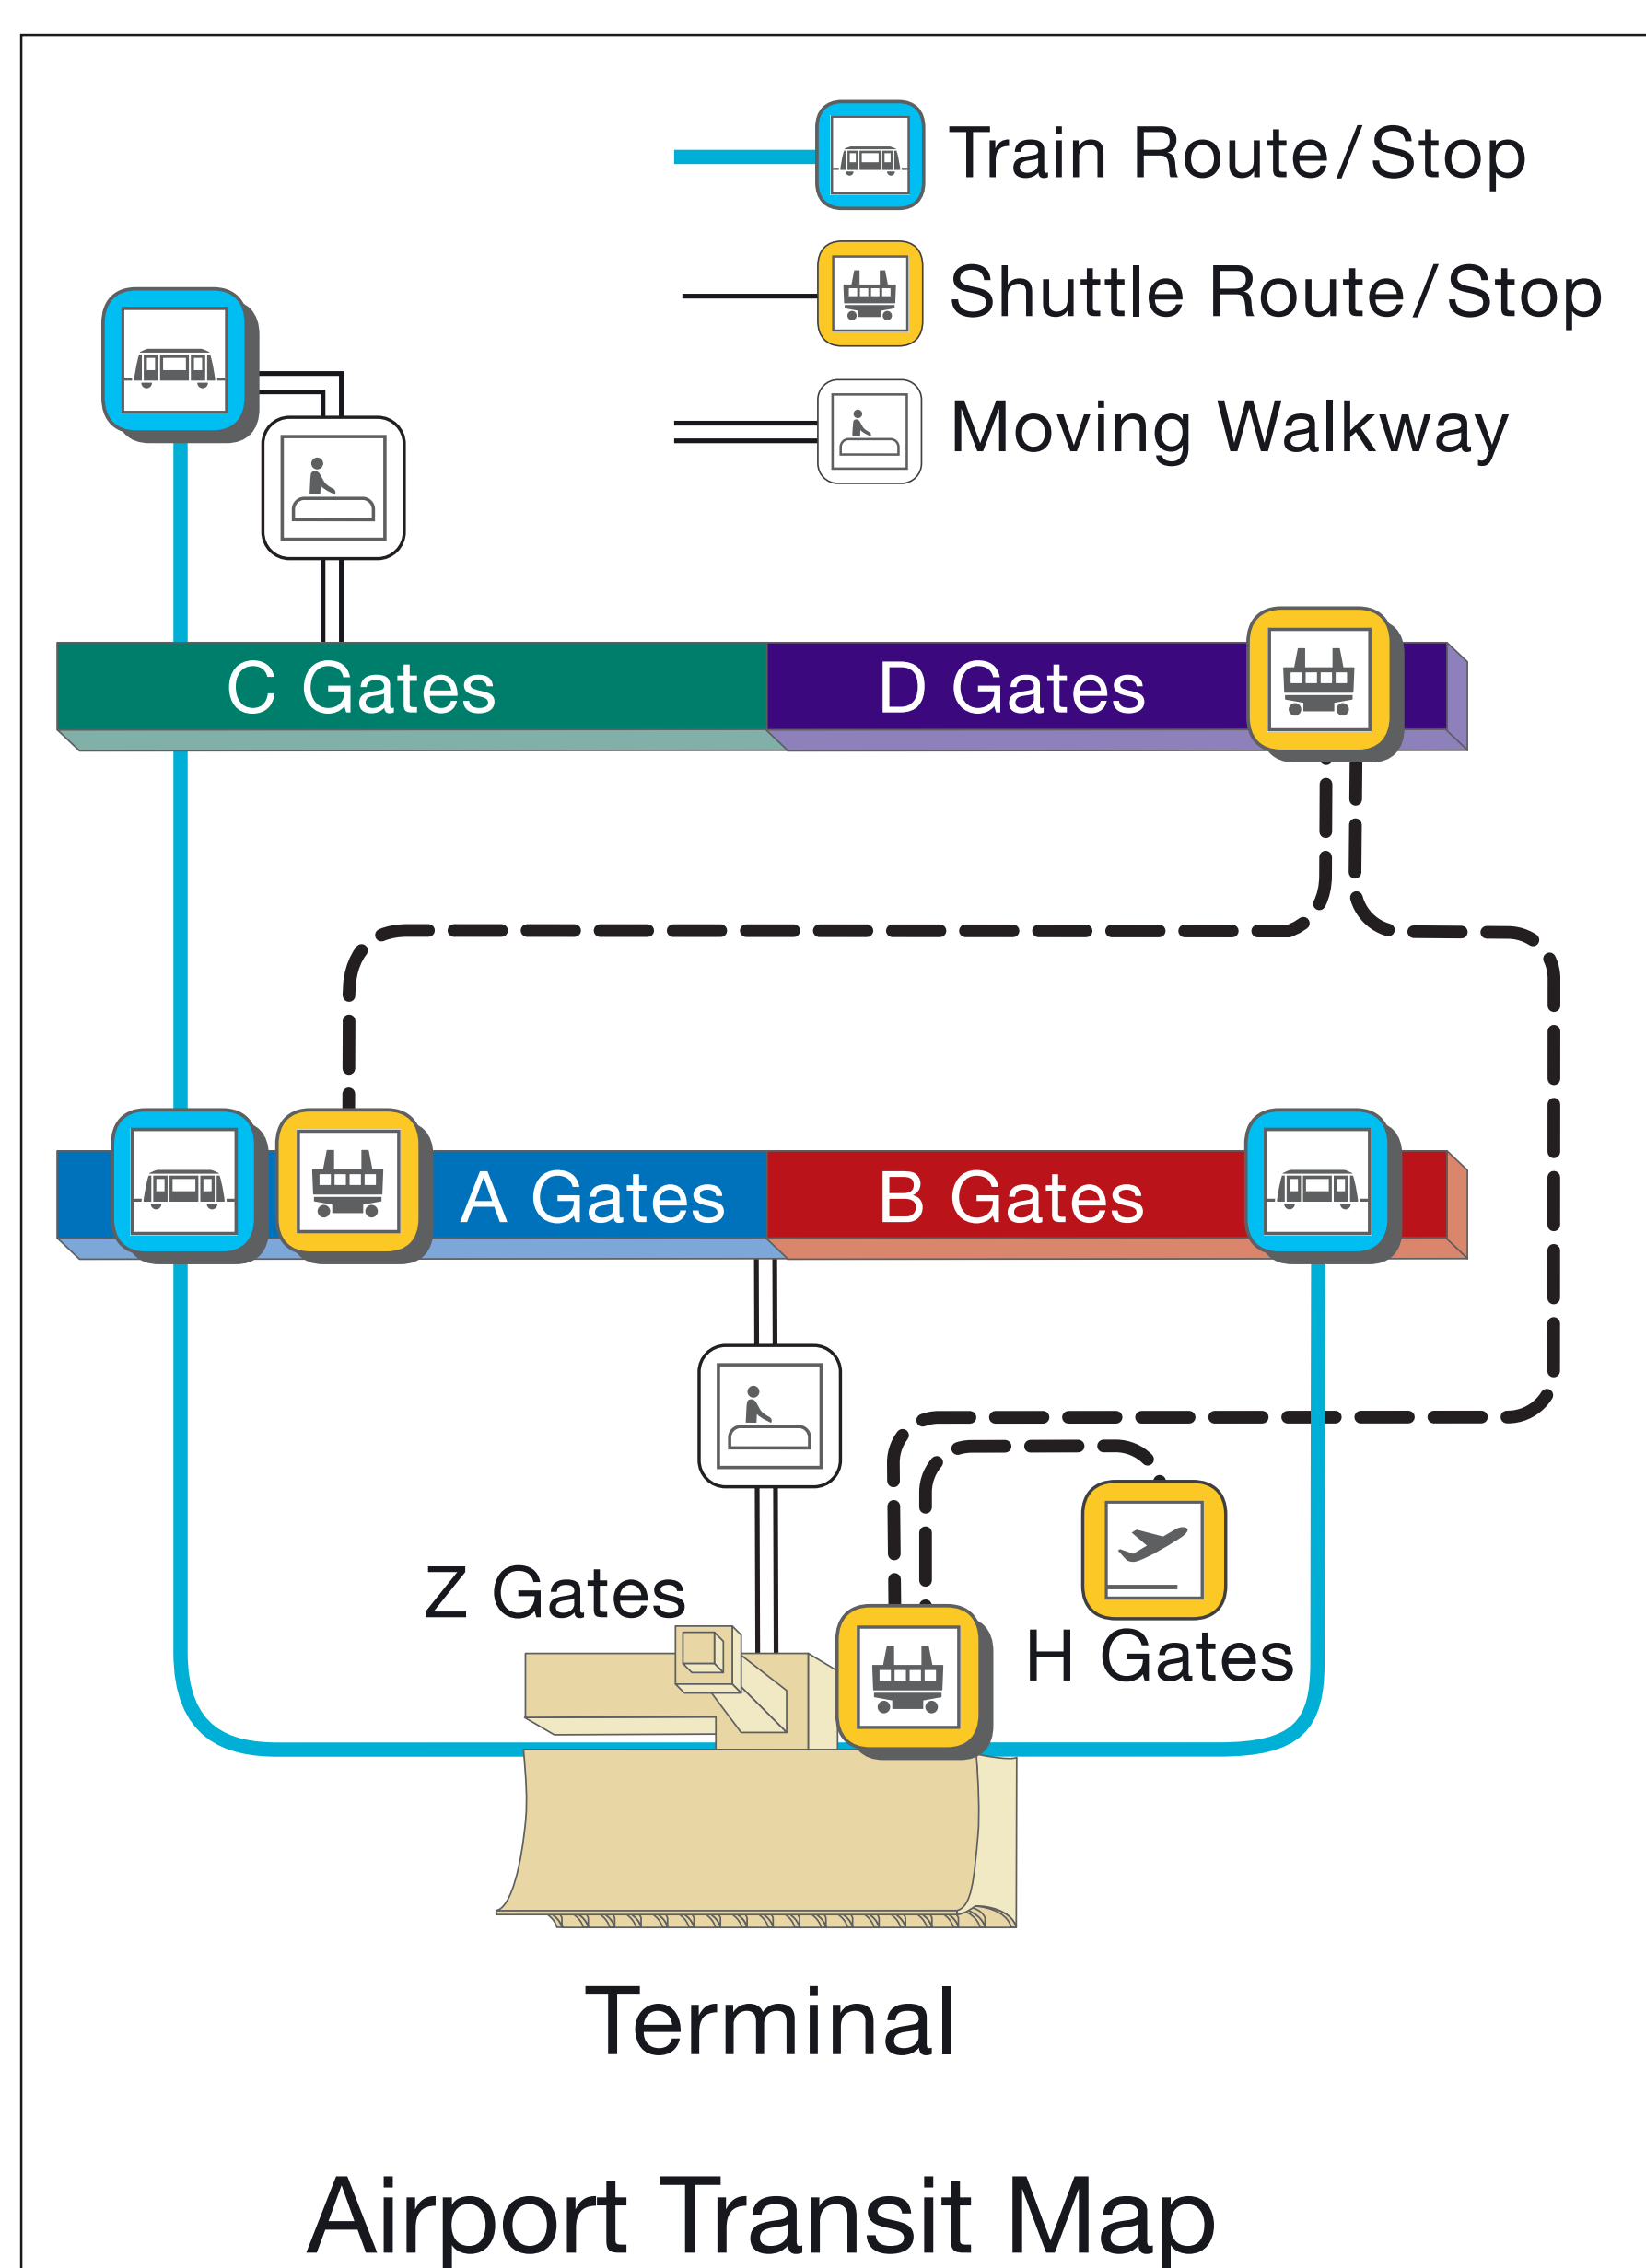 Train Route/Stop
Shuttle Route/Stop
Moving Walkway
C Gates
D Gates
A Gates
B Gates
Z Gates
H Gates
Terminal
Airport Transit Map